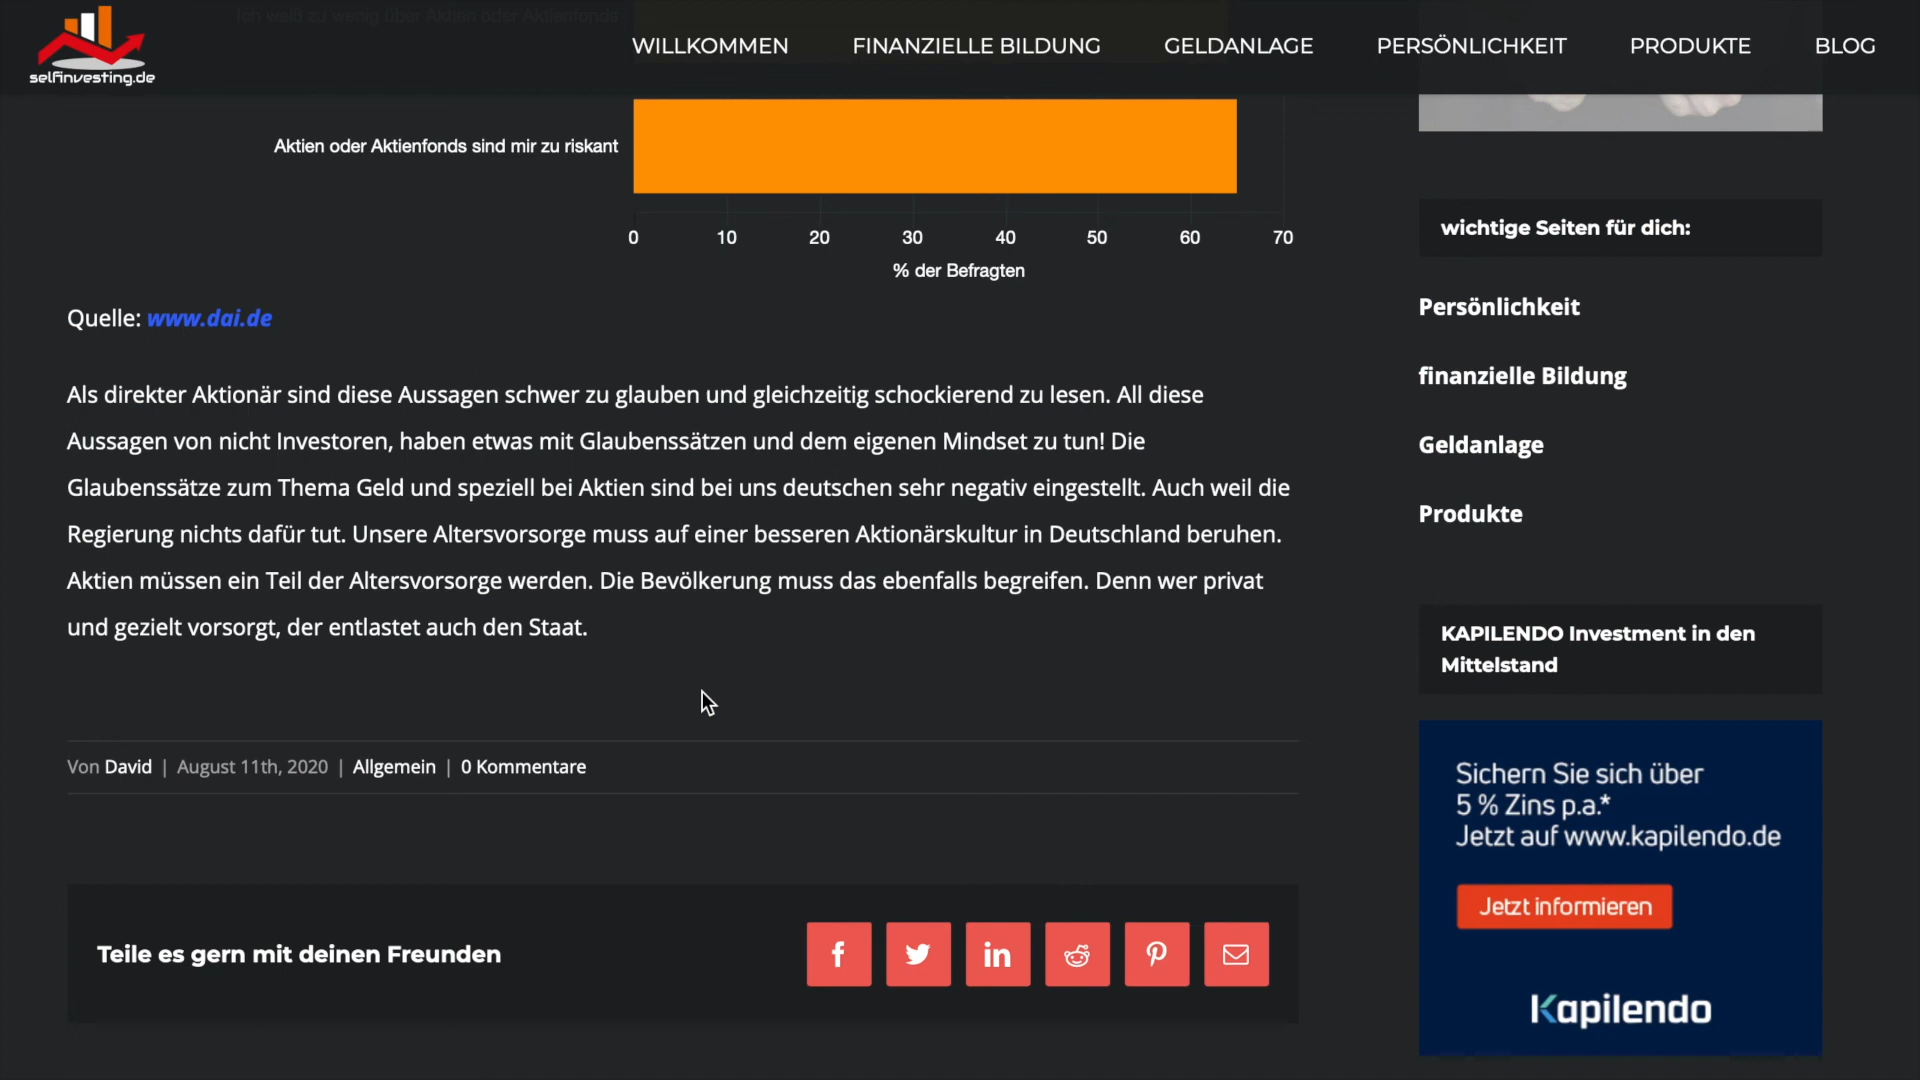 Ich weiß zu wenig über Aktien oder Aktienfonds
selfinvesting.de
WILLKOMMEN
FINANZIELLE BILDUNG
GELDANLAGE
PERSÖNLICHKEIT
PRODUKTE
BLOG
Aktien oder Aktienfonds sind mir zu riskant
0 10 20 30 40 50 60 70
% der Befragten
Quelle: www.dai.de
Als direkter Aktionär sind diese Aussagen schwer zu glauben und gleichzeitig schockierend zu lesen. All diese
Aussagen von nicht Investoren, haben etwas mit Glaubenssätzen und dem eigenen Mindset zu tun! Die
Glaubenssätze zum Thema Geld und speziell bei Aktien sind bei uns deutschen sehr negativ eingestellt. Auch weil die
Regierung nichts dafür tut. Unsere Altersvorsorge muss auf einer besseren Aktionärskultur in Deutschland beruhen.
Aktien müssen ein Teil der Altersvorsorge werden. Die Bevölkerung muss das ebenfalls begreifen. Denn wer privat
und gezielt vorsorgt, der entlastet auch den Staat.
Von David | August 11th, 2020 | Allgemein | 0 Kommentare
Teile es gern mit deinen Freunden
wichtige Seiten für dich:
Persönlichkeit
finanzielle Bildung
Geldanlage
Produkte
KAPILENDO Investment in den
Mittelstand
Sichern Sie sich über
5 % Zins p.a.*
Jetzt auf www.kapilendo.de
Jetzt informieren
Kapilendo